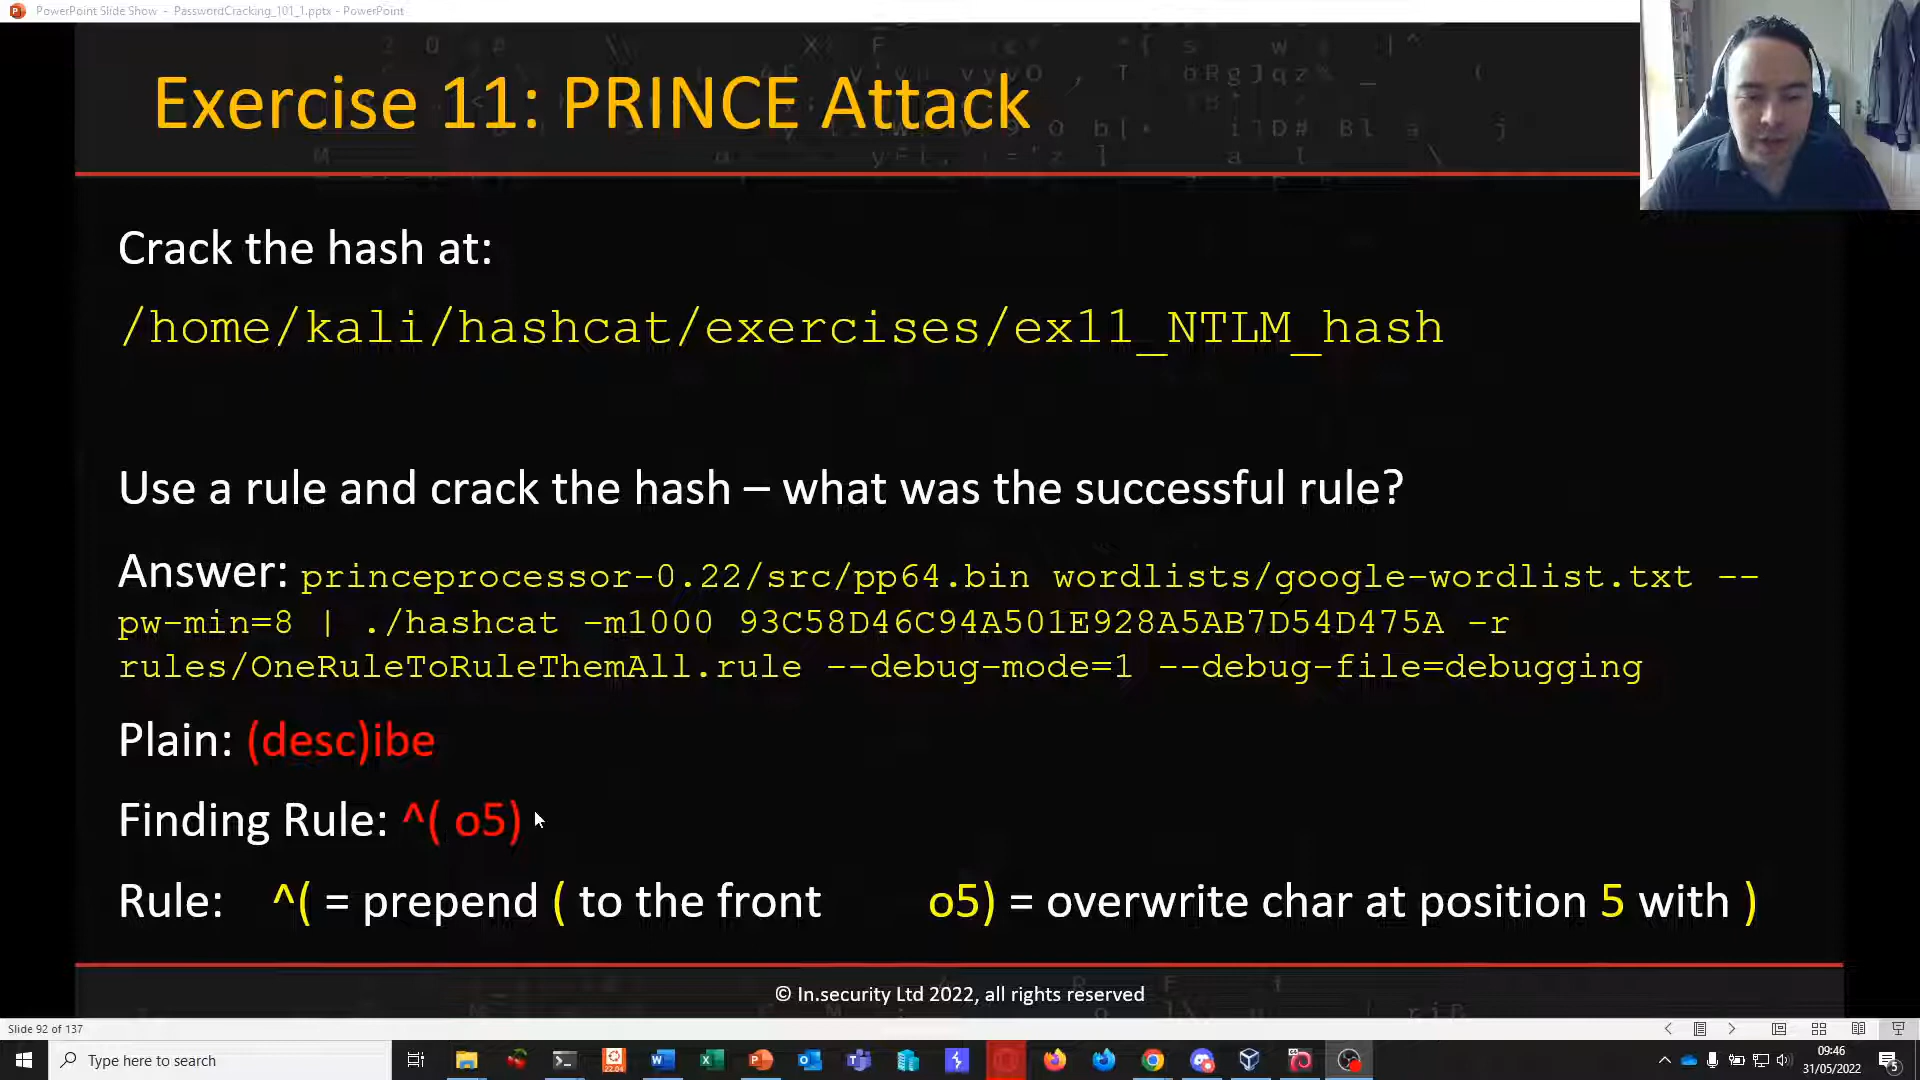 PowerPoint Slide Show - PasswordCracking_101_1.pptx - PowerPoint
Exercise 11: PRINCE Attack
Crack the hash at:
/home/kali/hashcat/exercises/ex11_NTLM_hash
Use a rule and crack the hash – what was the successful rule?
Answer: princeprocessor-0.22/src/pp64.bin wordlists/google-wordlist.txt --
pw-min=8 | ./hashcat -m1000 93C58D46C94A501E928A5AB7D54D475A -r
rules/OneRuleToRuleThemAll.rule --debug-mode=1 --debug-file=debugging
Plain: (desc)ibe
Finding Rule: ^( o5)
Rule: ^( = prepend ( to the front o5) = overwrite char at position 5 with )
© In.security Ltd 2022, all rights reserved
Slide 92 of 137
Type here to search
22.04
09:46
31/05/2022
5